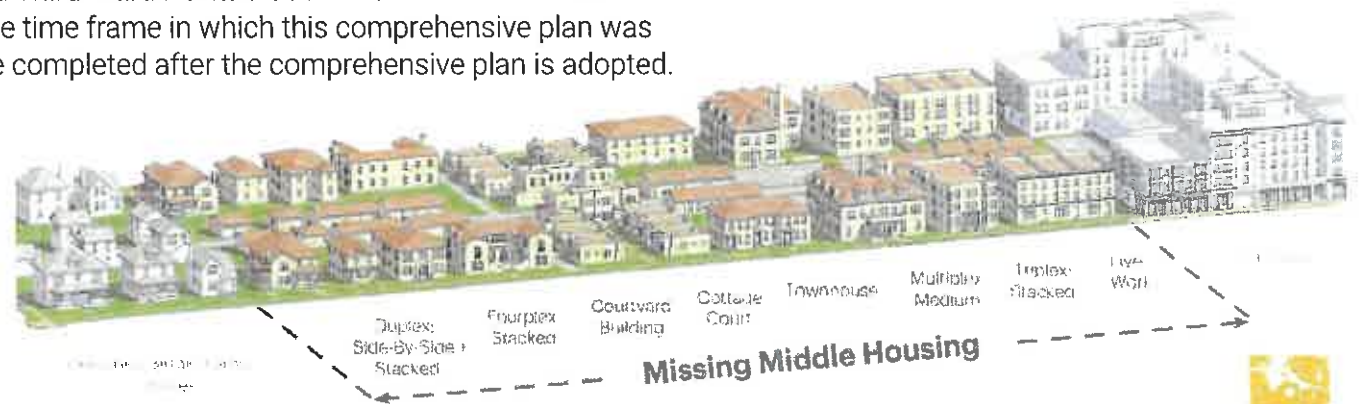 e time frame in which this comprehensive plan was
e completed after the comprehensive plan is adopted.
Duplex:
Side-By-Side +
Stacked
Fourplex
Stacked
Courtyard
Building
Cottage
Court
Townhouse
Multiplex
Medium
Triplex:
Stacked
Live-
Work
Missing Middle Housing